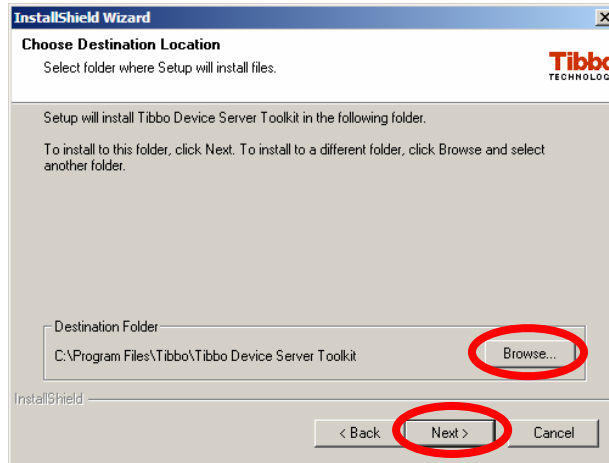 InstallShield Wizard
Choose Destination Location
Select folder where Setup will install files.
Tibbo
TECHNOLOG
Setup will install Tibbo Device Server Toolkit in the following folder.
To install to this folder, click Next. To install to a different folder, click Browse and select
another folder.
Destination Folder
C:\Program Files\Tibbo\Tibbo Device Server Toolkit
Browse...
InstallShield
< Back
Next >
Cancel